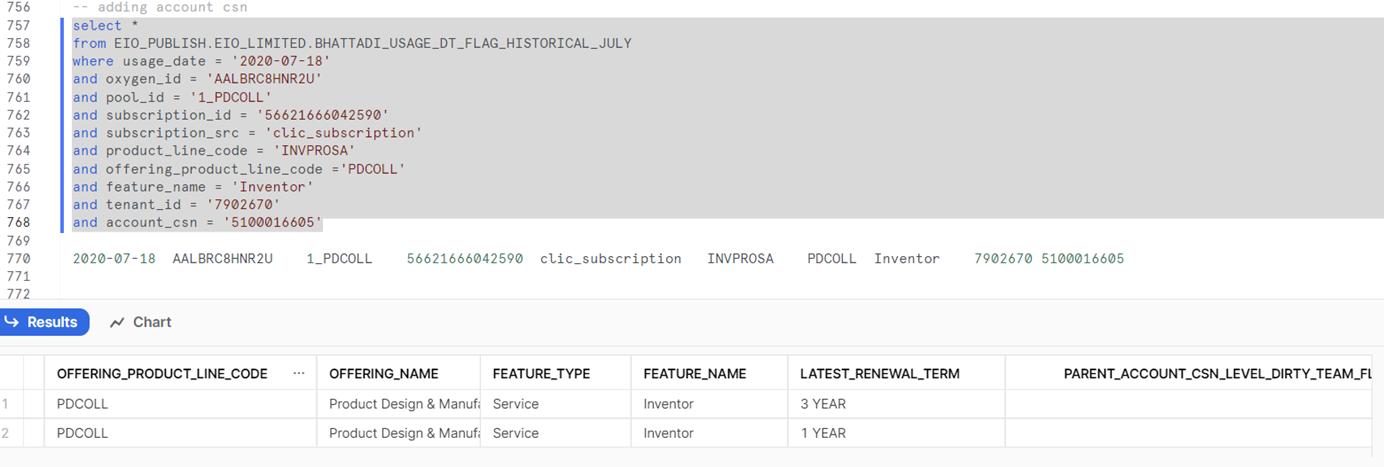 756 -- adding account csn
757 select *
758 from EIO_PUBLISH.EIO_LIMITED.BHATTADI_USAGE_DT_FLAG_HISTORICAL_JULY
759 where usage_date = '2020-07-18'
760 and oxygen_id = 'AALBRC8HNR2U'
761 and pool_id = '1_PDCOLL'
762 and subscription_id = '56621666042590'
763 and subscription_src = 'clic_subscription'
764 and product_line_code = 'INVPROSA'
765 and offering_product_line_code ='PDCOLL'
766 and feature_name = 'Inventor'
767 and tenant_id = '7902670'
768 and account_csn = '5100016605'
769
770 2020-07-18 AALBRC8HNR2U 1_PDCOLL 56621666042590 clic_subscription INVPROSA PDCOLL Inventor 7902670 5100016605
771
772
Results Chart
OFFERING_PRODUCT_LINE_CODE ... OFFERING_NAME FEATURE_TYPE FEATURE_NAME LATEST_RENEWAL_TERM PARENT_ACCOUNT_CSN_LEVEL_DIRTY_TEAM_FL
1 PDCOLL Product Design & Manufa Service Inventor 3 YEAR
2 PDCOLL Product Design & Manufa Service Inventor 1 YEAR